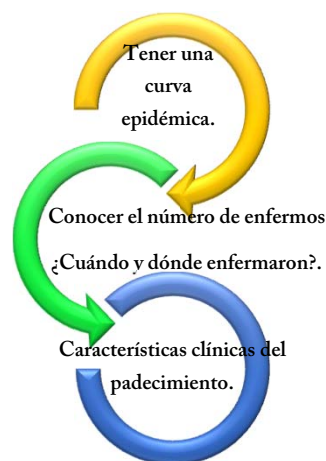 Tener una
curva
epidémica.
Conocer el número de enfermos
¿Cuándo y dónde enfermaron?.
Características clínicas del
padecimiento.